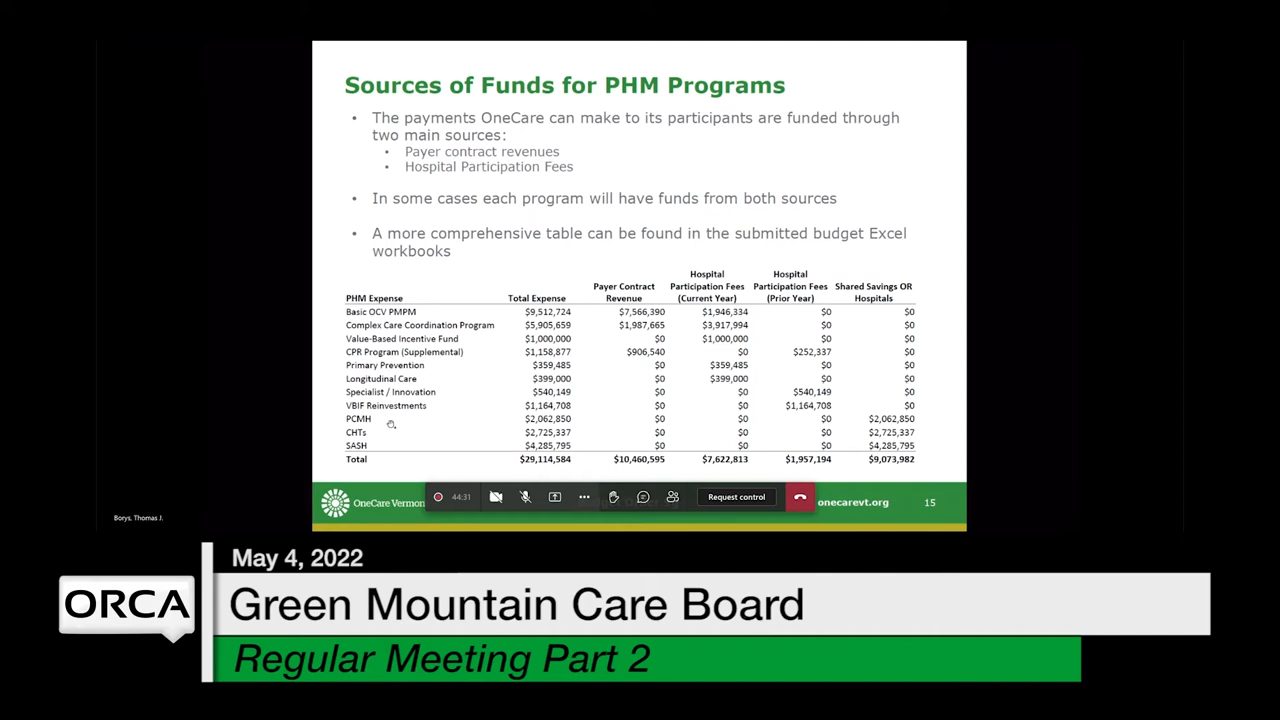 Sources of Funds for PHM Programs
• The payments OneCare can make to its participants are funded through
two main sources:
• Payer contract revenues
• Hospital Participation Fees
• In some cases each program will have funds from both sources
• A more comprehensive table can be found in the submitted budget Excel
workbooks
Hospital Hospital
Payer Contract Participation Fees Participation Fees Shared Savings OR
PHM Expense Total Expense Revenue (Current Year) (Prior Year) Hospitals
Basic OCV PMPM $9,512,724 $7,566,390 $1,946,334 $0 $0
Complex Care Coordination Program $5,905,659 $1,987,665 $3,917,994 $0 $0
Value-Based Incentive Fund $1,000,000 $0 $1,000,000 $0 $0
CPR Program (Supplemental) $1,158,877 $906,540 $0 $252,337 $0
Primary Prevention $359,485 $0 $359,485 $0 $0
Longitudinal Care $399,000 $0 $399,000 $0 $0
Specialist / Innovation $540,149 $0 $0 $540,149 $0
VBIF Reinvestments $1,164,708 $0 $0 $1,164,708 $0
PCMH $2,062,850 $0 $0 $0 $2,062,850
CHTs $2,725,337 $0 $0 $0 $2,725,337
SASH $4,285,795 $0 $0 $0 $4,285,795
Total $29,114,584 $10,460,595 $7,622,813 $1,957,194 $9,073,982
OneCare Vermont 44:31 Request control onecarevt.org 15
Borys, Thomas J.
May 4, 2022
ORCA
Green Mountain Care Board
Regular Meeting Part 2